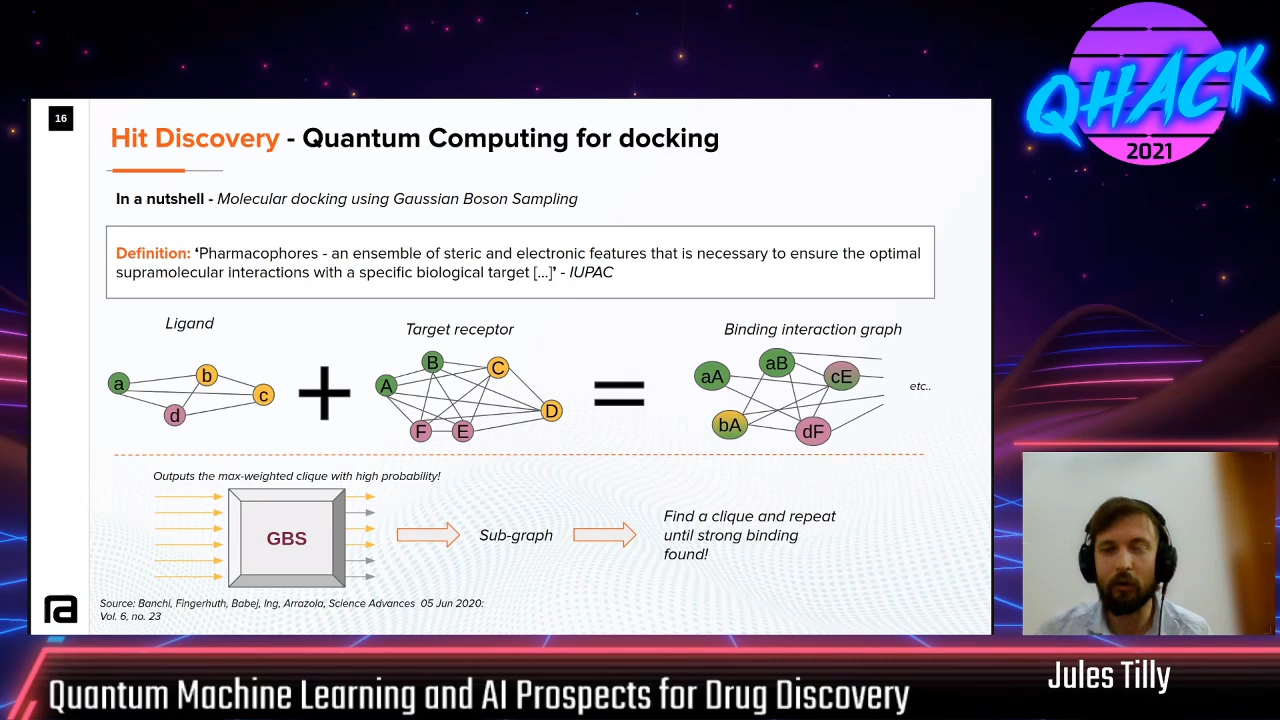 QHACK
2021
16
Hit Discovery - Quantum Computing for docking
In a nutshell - Molecular docking using Gaussian Boson Sampling
Definition: ‘Pharmacophores - an ensemble of steric and electronic features that is necessary to ensure the optimal
supramolecular interactions with a specific biological target [...]’ - IUPAC
Ligand
Target receptor
Binding interaction graph
a
b
c
d
+
A
B
C
D
E
F
=
aA
aB
cE
bA
dF
etc..
Outputs the max-weighted clique with high probability!
GBS
Sub-graph
Find a clique and repeat
until strong binding
found!
Source: Banchi, Fingerhuth, Babej, Ing, Arrazola, Science Advances 05 Jun 2020:
Vol. 6, no. 23
Jules Tilly
Quantum Machine Learning and AI Prospects for Drug Discovery